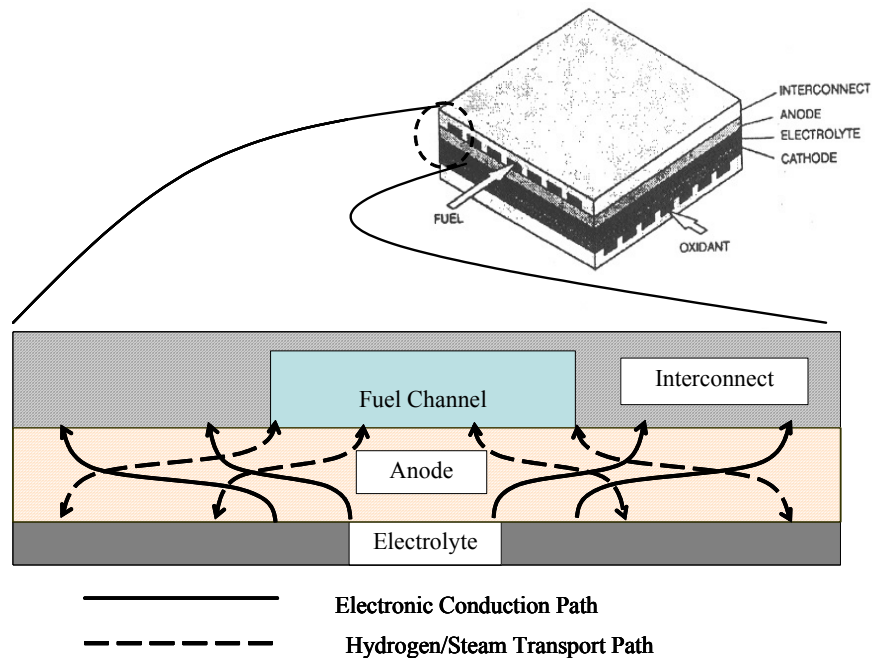 INTERCONNECT
ANODE
ELECTROLYTE
CATHODE
FUEL
OXIDANT
Fuel Channel
Interconnect
Anode
Electrolyte
Electronic Conduction Path
Hydrogen/Steam Transport Path